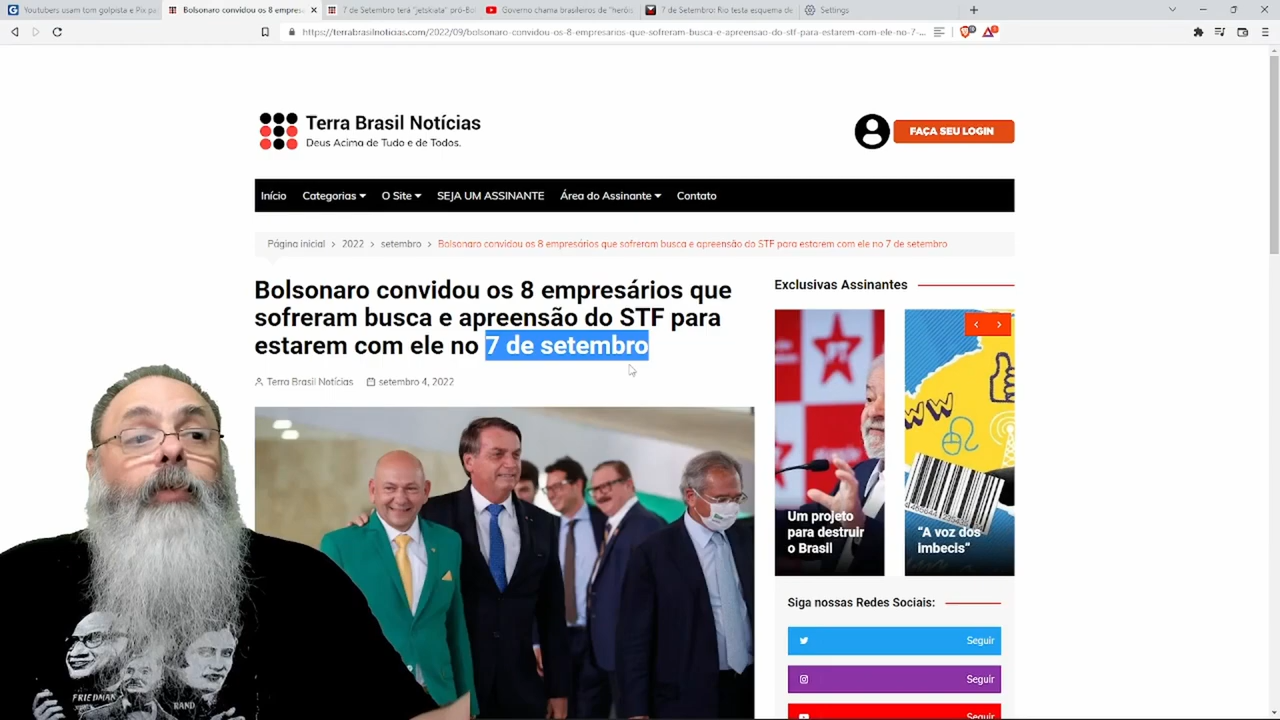 Youtubers usam tom golpista e Pix pa
Bolsonaro convidou os 8 empresa
7 de Setembro terá "jetskiata" pró-Bo
Governo chama brasileiros de "heróis
7 de Setembro: Rio testa esquema de
Settings
https://terrabrasilnoticias.com/2022/09/bolsonaro-convidou-os-8-empresarios-que-sofreram-busca-e-apreensao-do-stf-para-estarem-com-ele-no-7-...
Terra Brasil Notícias
Deus Acima de Tudo e de Todos.
FAÇA SEU LOGIN
Início Categorias O Site SEJA UM ASSINANTE Área do Assinante Contato
Página inicial > 2022 > setembro > Bolsonaro convidou os 8 empresários que sofreram busca e apreensão do STF para estarem com ele no 7 de setembro
Bolsonaro convidou os 8 empresários que
sofreram busca e apreensão do STF para
estarem com ele no 7 de setembro
Terra Brasil Notícias setembro 4, 2022
Exclusivas Assinantes
Um projeto
para destruir
o Brasil
"A voz dos
imbecis"
Siga nossas Redes Sociais:
Seguir
Seguir
Seguir
FRIEDMAN
RAND